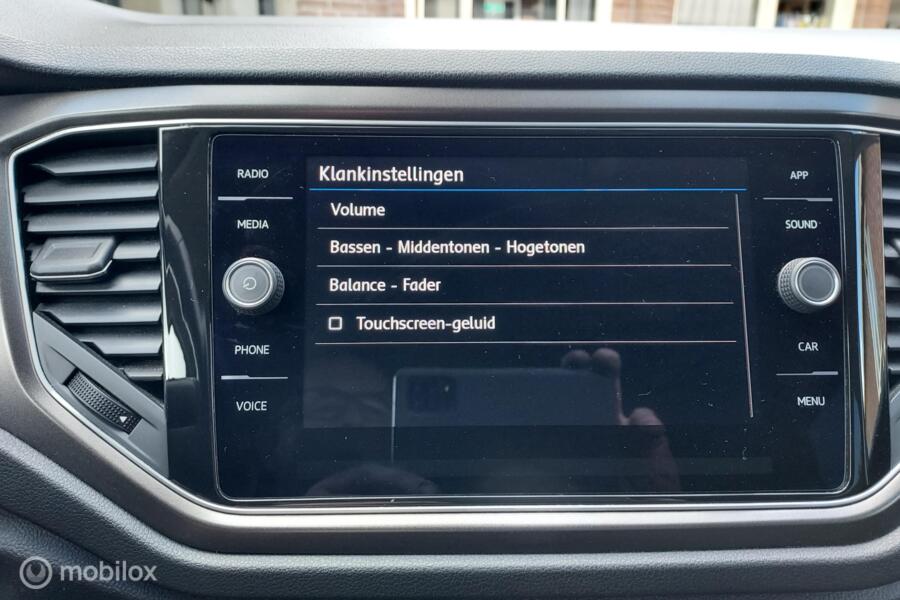 RADIO
MEDIA
PHONE
VOICE
Klankinstellingen
Volume
Bassen - Middentonen - Hogetonen
Balance - Fader
Touchscreen-geluid
APP
SOUND
CAR
MENU
mobilox